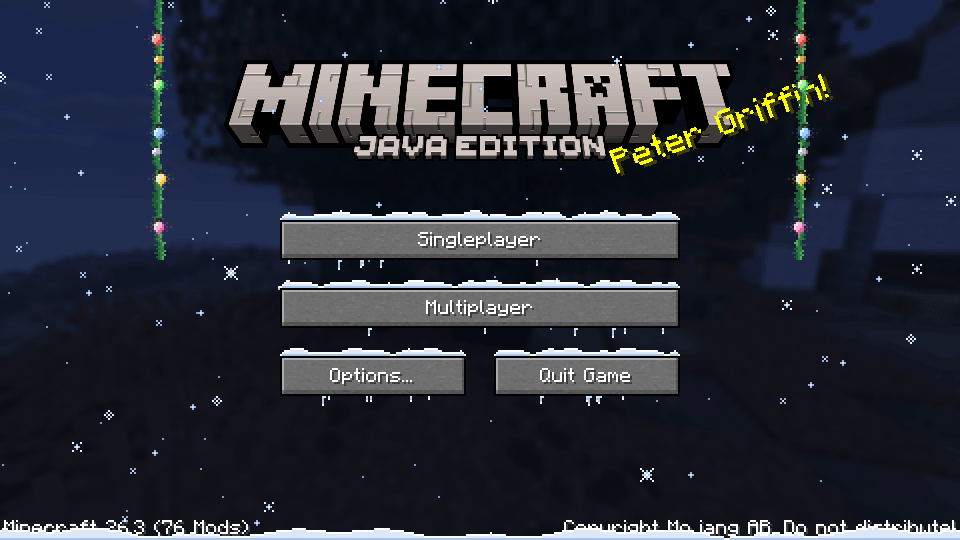 MINECRAFT
JAVA EDITION
Peter Griffin!
Singleplayer
Multiplayer
Options...
Quit Game
Minecraft 26.3 (76 Mods)
Copyright Mojang AB. Do not distribute!